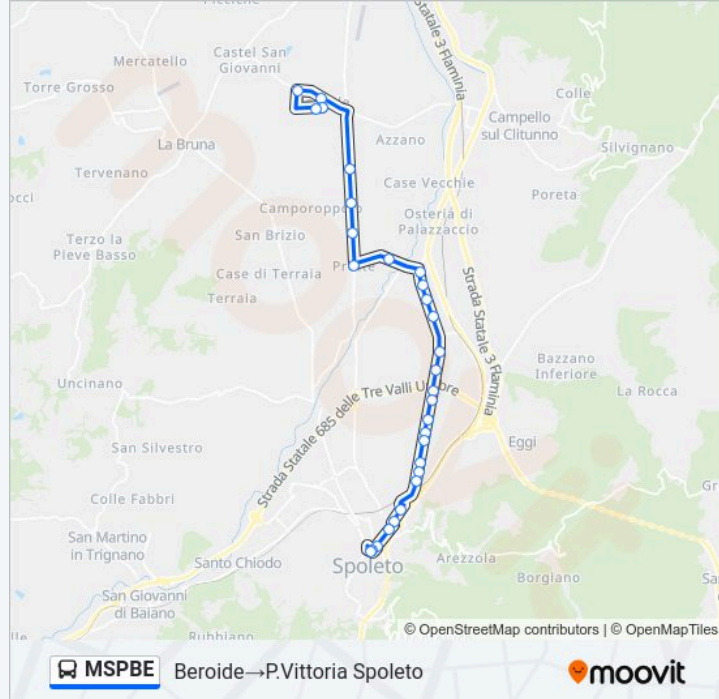 Mercatello
Castel San
Giovanni
Torre Grosso
Statale 3 Flaminia
Colle
Campello
sul Clitunno
Azzano
La Bruna
Silvignano
Tervenano
Case Vecchie
Poreta
Camporoppolo
Osteria di
Palazzaccio
San Brizio
Terzo la
Pieve Basso
Case di Terraia
Terraia
Strada Statale 3 Flaminia
Bazzano
Inferiore
Uncinano
La Rocca
Strada Statale 685 delle Tre Valli Umbre
San Silvestro
Eggi
Colle Fabbri
San Martino
in Trignano
Santo Chiodo
Spoleto
Arezzola
Borgiano
San Giovanni
di Baiano
Rubbiano
© OpenStreetMap contributors | © OpenMapTiles
MSPBE Beroide→P.Vittoria Spoleto moovit